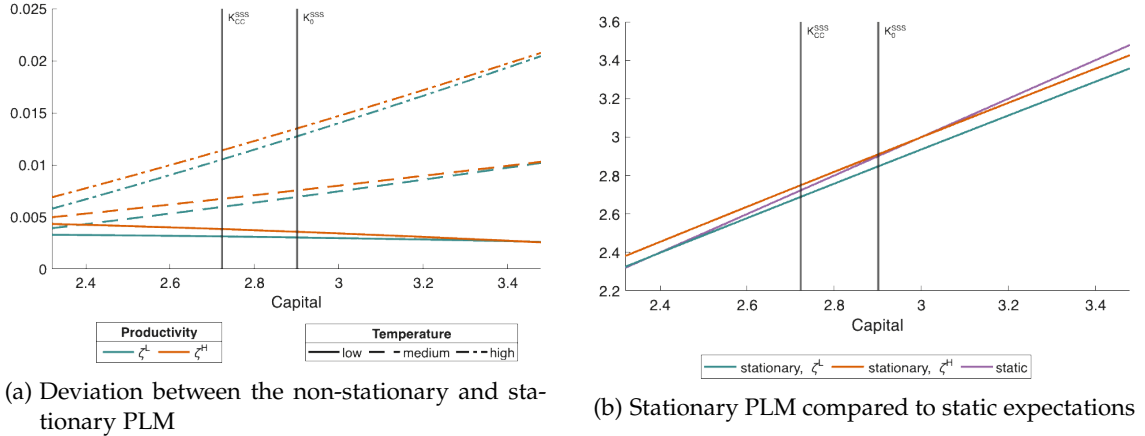 0.025
0.02
0.015
0.01
0.005
0
K_CC^SSS
K_0^SSS
2.4 2.6 2.8 3 3.2 3.4
Capital
Productivity
ζ^L ζ^H
Temperature
low medium high
(a) Deviation between the non-stationary and sta-
tionary PLM
3.6
3.4
3.2
3
2.8
2.6
2.4
2.2
K_CC^SSS
K_0^SSS
2.4 2.6 2.8 3 3.2 3.4
Capital
stationary, ζ^L stationary, ζ^H static
(b) Stationary PLM compared to static expectations